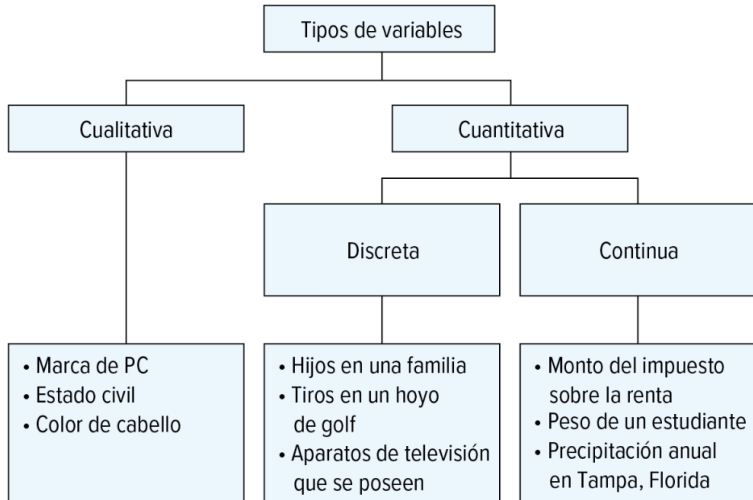 Tipos de variables
Cualitativa
Cuantitativa
Discreta
Continua
• Marca de PC
• Estado civil
• Color de cabello
• Hijos en una familia
• Tiros en un hoyo
de golf
• Aparatos de televisión
que se poseen
• Monto del impuesto
sobre la renta
• Peso de un estudiante
• Precipitación anual
en Tampa, Florida